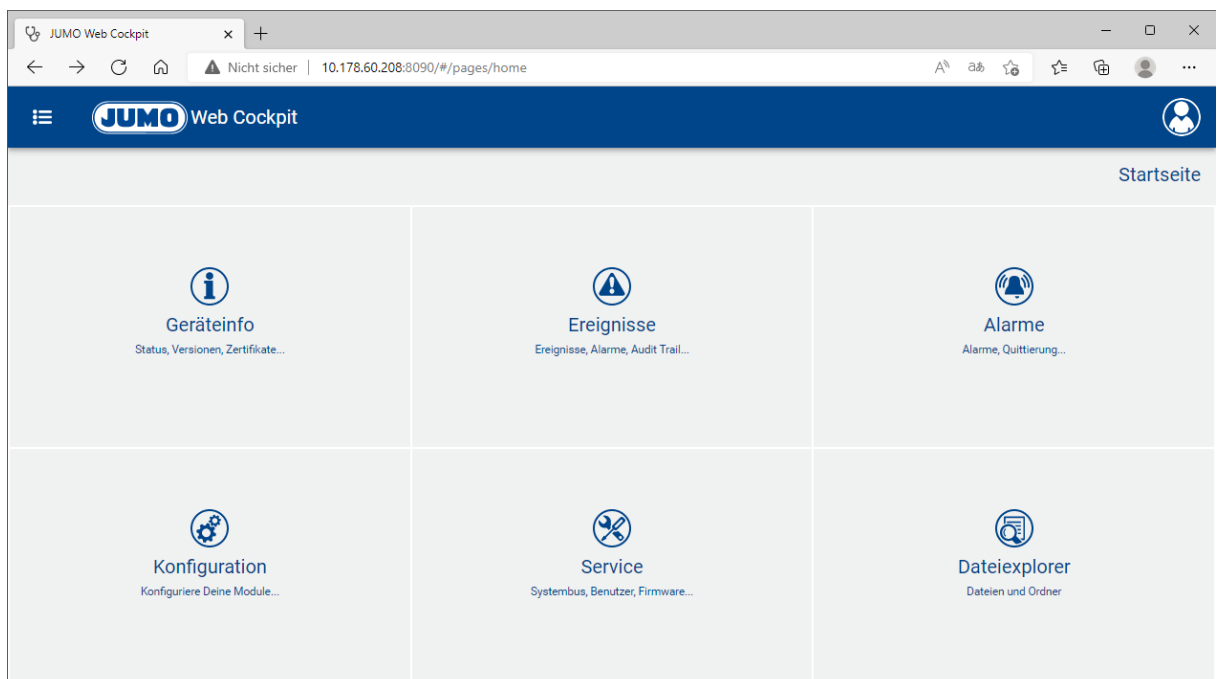 JUMO Web Cockpit
Nicht sicher | 10.178.60.208:8090/#/pages/home
JUMO Web Cockpit
Startseite
Geräteinfo
Status, Versionen, Zertifikate...
Ereignisse
Ereignisse, Alarme, Audit Trail...
Alarme
Alarme, Quittierung...
Konfiguration
Konfiguriere Deine Module...
Service
Systembus, Benutzer, Firmware...
Dateiexplorer
Dateien und Ordner